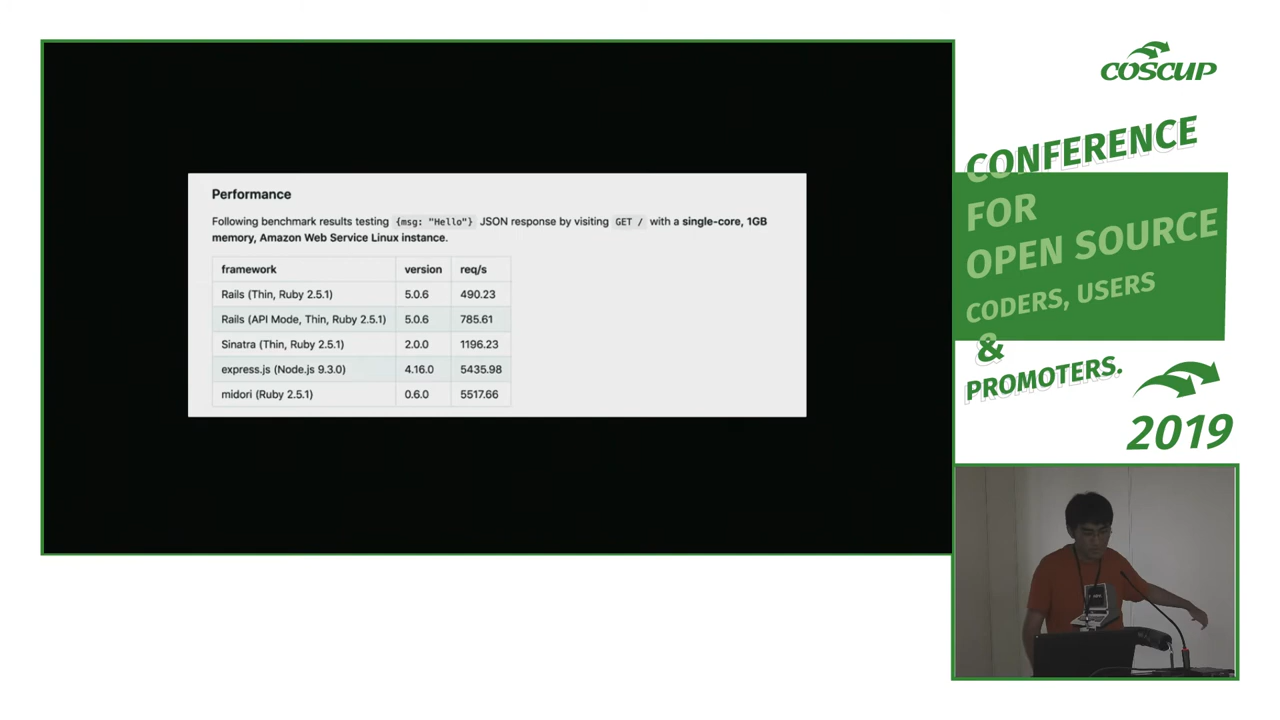 Performance
Following benchmark results testing {msg: "Hello"} JSON response by visiting GET / with a single-core, 1GB
memory, Amazon Web Service Linux instance.
framework version req/s
Rails (Thin, Ruby 2.5.1) 5.0.6 490.23
Rails (API Mode, Thin, Ruby 2.5.1) 5.0.6 785.61
Sinatra (Thin, Ruby 2.5.1) 2.0.0 1196.23
express.js (Node.js 9.3.0) 4.16.0 5435.98
midori (Ruby 2.5.1) 0.6.0 5517.66
COSCUP
CONFERENCE
FOR
OPEN SOURCE
CODERS, USERS
&
PROMOTERS.
2019